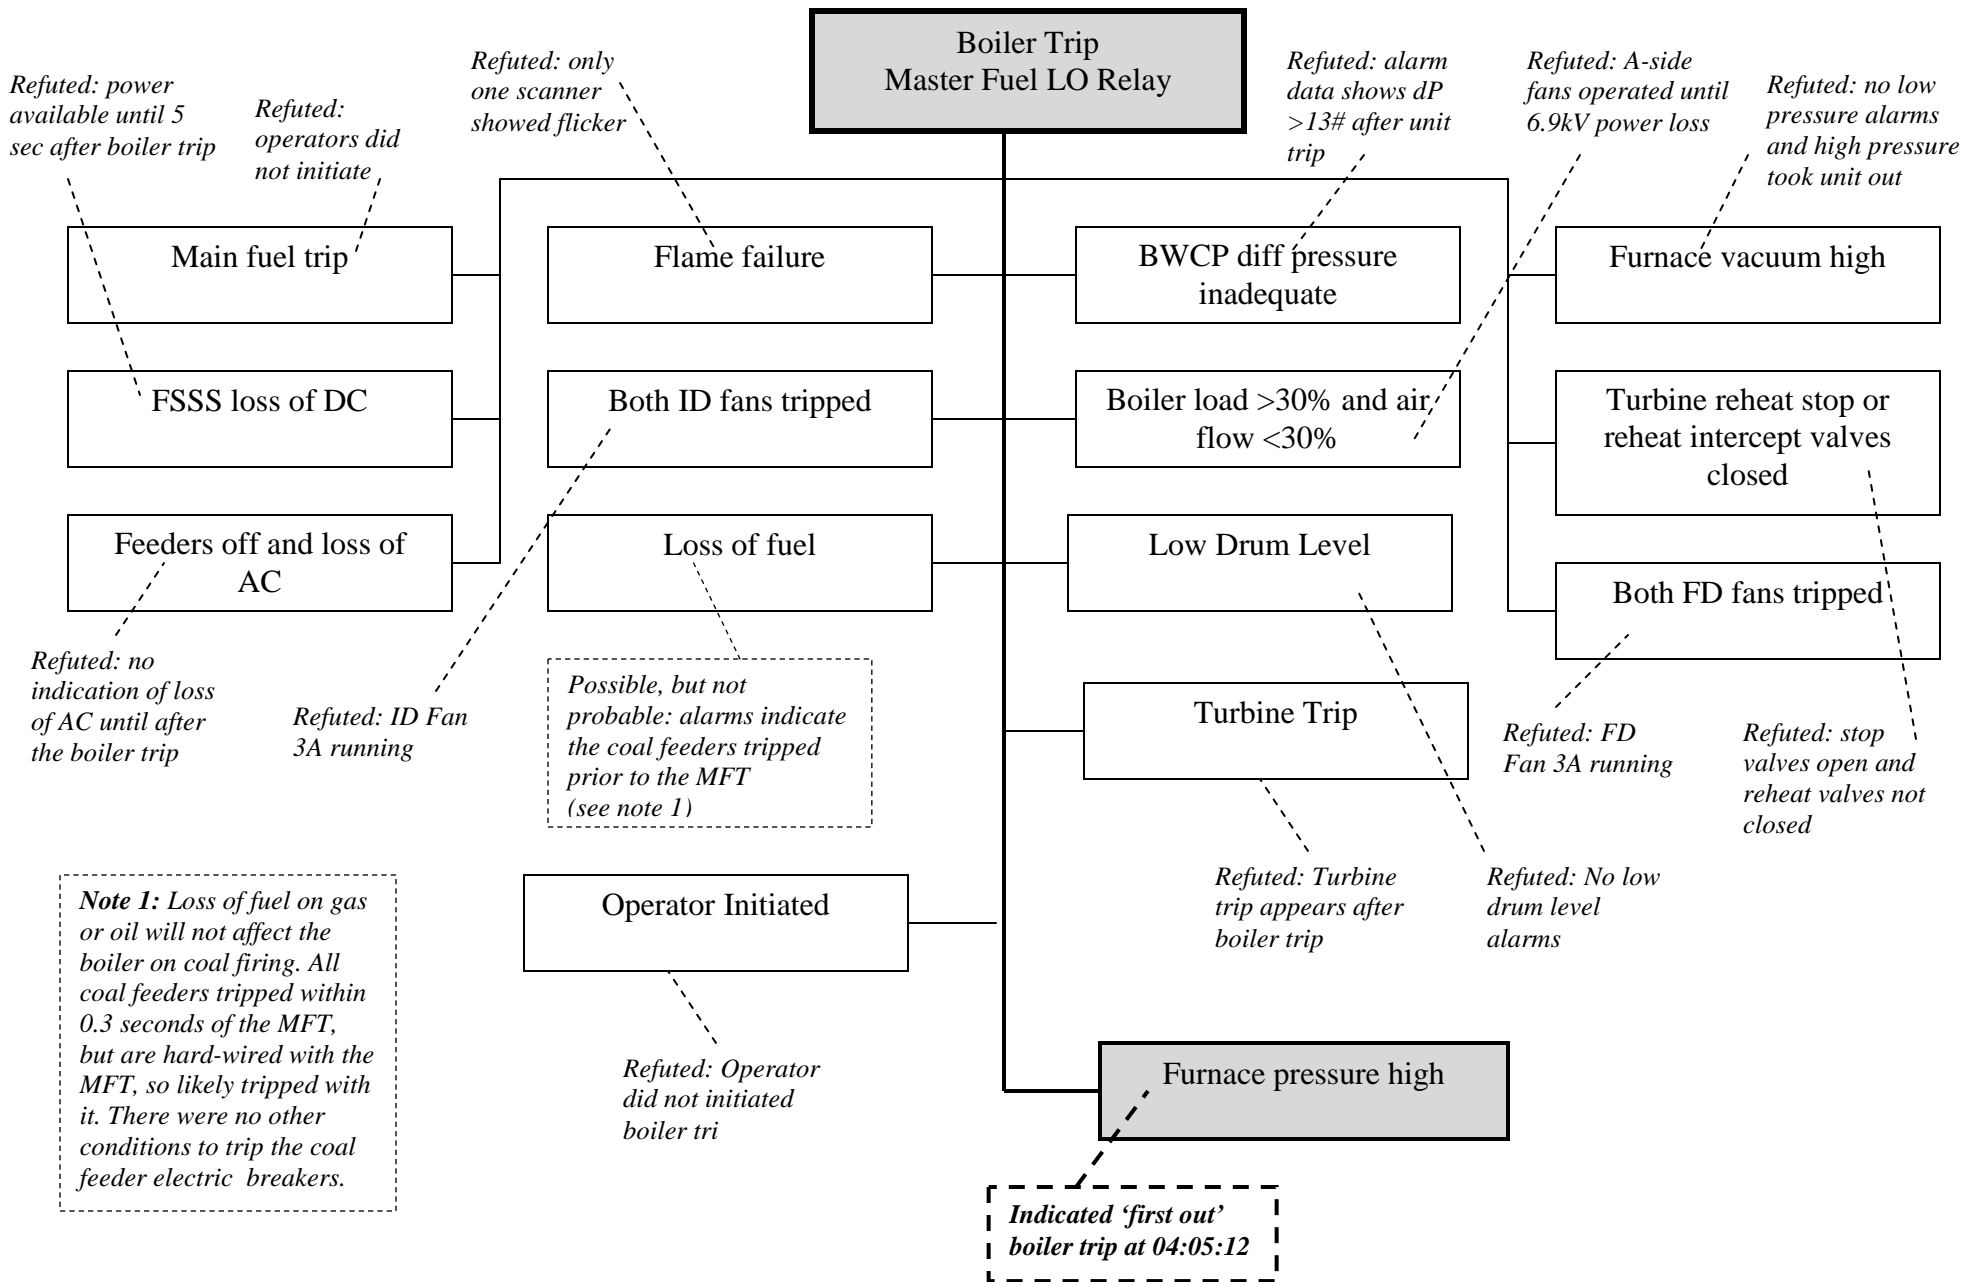 Boiler Trip
Master Fuel LO Relay
Refuted: power
available until 5
sec after boiler trip
Refuted:
operators did
not initiate
Refuted: only
one scanner
showed flicker
Refuted: alarm
data shows dP
>13# after unit
trip
Refuted: A-side
fans operated until
6.9kV power loss
Refuted: no low
pressure alarms
and high pressure
took unit out
Main fuel trip
Flame failure
BWCP diff pressure
inadequate
Furnace vacuum high
FSSS loss of DC
Both ID fans tripped
Boiler load >30% and air
flow <30%
Turbine reheat stop or
reheat intercept valves
closed
Feeders off and loss of
AC
Loss of fuel
Low Drum Level
Both FD fans tripped
Refuted: no
indication of loss
of AC until after
the boiler trip
Refuted: ID Fan
3A running
Possible, but not
probable: alarms indicate
the coal feeders tripped
prior to the MFT
(see note 1)
Turbine Trip
Refuted: FD
Fan 3A running
Refuted: stop
valves open and
reheat valves not
closed
Note 1: Loss of fuel on gas
or oil will not affect the
boiler on coal firing. All
coal feeders tripped within
0.3 seconds of the MFT,
but are hard-wired with the
MFT, so likely tripped with
it. There were no other
conditions to trip the coal
feeder electric breakers.
Operator Initiated
Refuted: Turbine
trip appears after
boiler trip
Refuted: No low
drum level
alarms
Refuted: Operator
did not initiated
boiler tri
Furnace pressure high
Indicated ‘first out’
boiler trip at 04:05:12